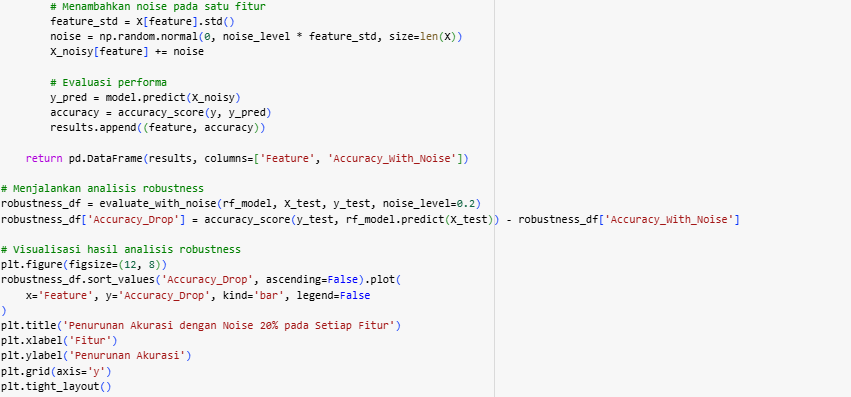 # Menambahkan noise pada satu fitur
feature_std = X[feature].std()
noise = np.random.normal(0, noise_level * feature_std, size=len(X))
X_noisy[feature] += noise
# Evaluasi performa
y_pred = model.predict(X_noisy)
accuracy = accuracy_score(y, y_pred)
results.append((feature, accuracy))
return pd.DataFrame(results, columns=['Feature', 'Accuracy_With_Noise'])
# Menjalankan analisis robustness
robustness_df = evaluate_with_noise(rf_model, X_test, y_test, noise_level=0.2)
robustness_df['Accuracy_Drop'] = accuracy_score(y_test, rf_model.predict(X_test)) - robustness_df['Accuracy_With_Noise']
# Visualisasi hasil analisis robustness
plt.figure(figsize=(12, 8))
robustness_df.sort_values('Accuracy_Drop', ascending=False).plot(
x='Feature', y='Accuracy_Drop', kind='bar', legend=False
)
plt.title('Penurunan Akurasi dengan Noise 20% pada Setiap Fitur')
plt.xlabel('Fitur')
plt.ylabel('Penurunan Akurasi')
plt.grid(axis='y')
plt.tight_layout()